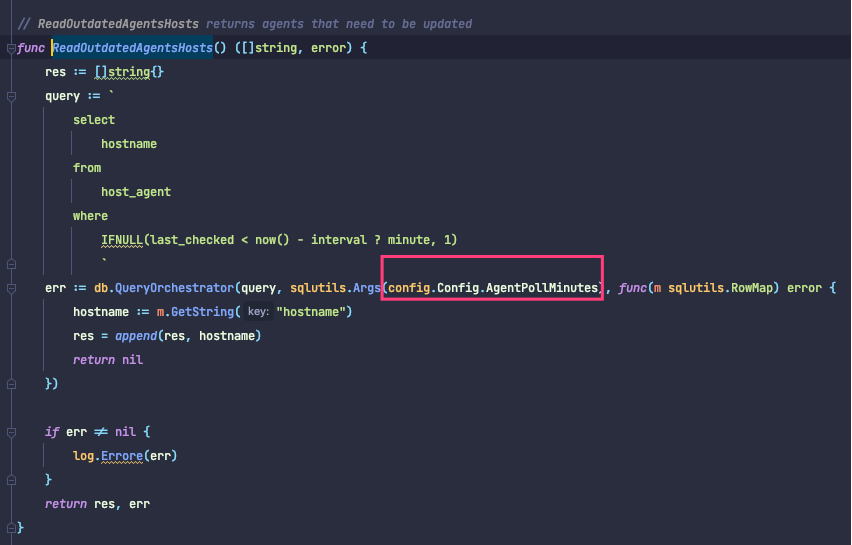 // ReadOutdatedAgentsHosts returns agents that need to be updated
func ReadOutdatedAgentsHosts() ([]string, error) {
res := []string{}
query := `
select
hostname
from
host_agent
where
IFNULL(last_checked < now() - interval ? minute, 1)
`
err := db.QueryOrchestrator(query, sqlutils.Args(config.Config.AgentPollMinutes), func(m sqlutils.RowMap) error {
hostname := m.GetString( key: "hostname")
res = append(res, hostname)
return nil
})
if err ≠ nil {
log.Errore(err)
}
return res, err
}